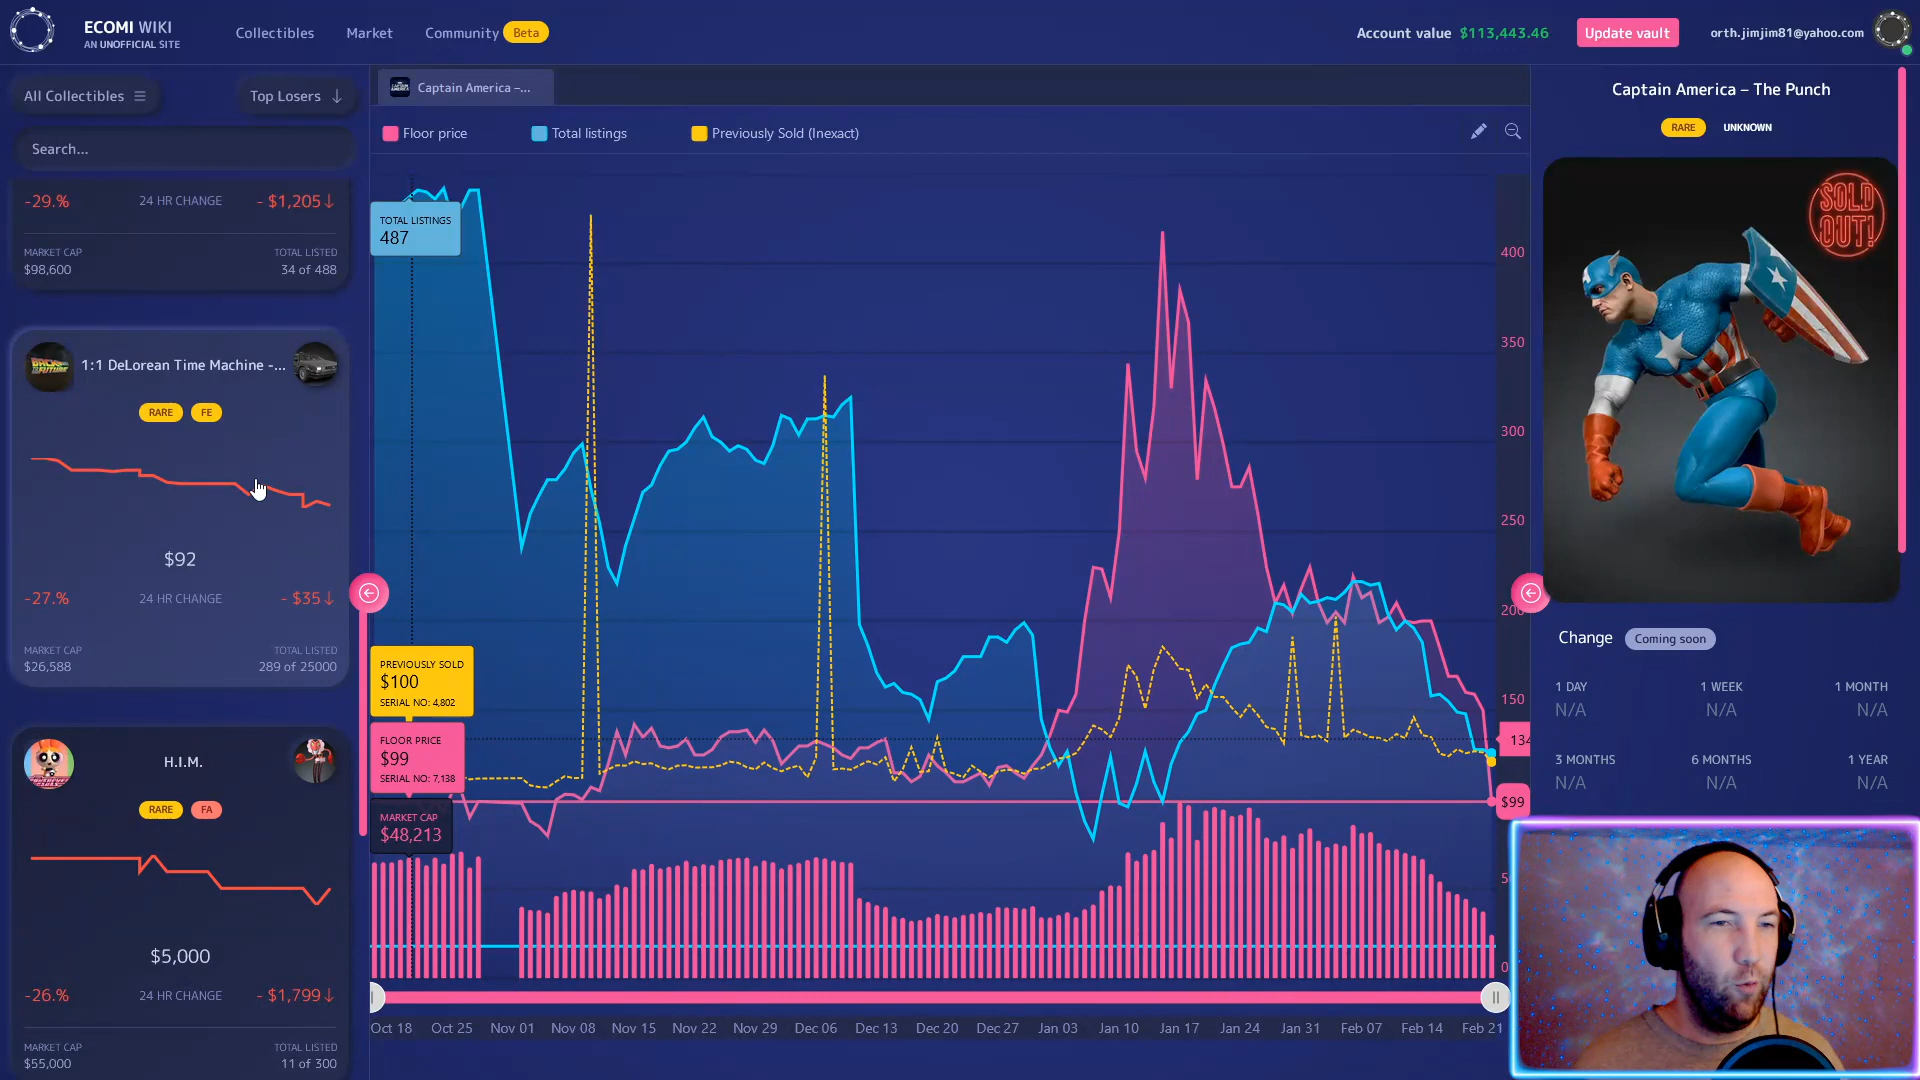 ECOMI WIKI
AN UNOFFICIAL SITE
Collectibles
Market
Community
Beta
Account value $113,443.46
Update vault
orth.jimjim81@yahoo.com
All Collectibles
Top Losers ↓
Search...
-29.%
24 HR CHANGE
- $1,205↓
MARKET CAP
TOTAL LISTED
$98,600
34 of 488
BACK TO THE FUTURE
1:1 DeLorean Time Machine -...
RARE
FE
$92
-27.%
24 HR CHANGE
- $35↓
MARKET CAP
TOTAL LISTED
$26,588
289 of 25000
H.I.M.
RARE
FA
$5,000
-26.%
24 HR CHANGE
- $1,799↓
MARKET CAP
TOTAL LISTED
$55,000
11 of 300
Captain America –...
Floor price
Total listings
Previously Sold (Inexact)
TOTAL LISTINGS
487
PREVIOUSLY SOLD
$100
SERIAL NO: 4,802
FLOOR PRICE
$99
SERIAL NO: 7,138
MARKET CAP
$48,213
400
350
300
250
200
150
134
$99
5
0
Oct 18
Oct 25
Nov 01
Nov 08
Nov 15
Nov 22
Nov 29
Dec 06
Dec 13
Dec 20
Dec 27
Jan 03
Jan 10
Jan 17
Jan 24
Jan 31
Feb 07
Feb 14
Feb 21
Captain America – The Punch
RARE
UNKNOWN
SOLD
OUT!
Change
Coming soon
1 DAY
1 WEEK
1 MONTH
N/A
N/A
N/A
3 MONTHS
6 MONTHS
1 YEAR
N/A
N/A
N/A